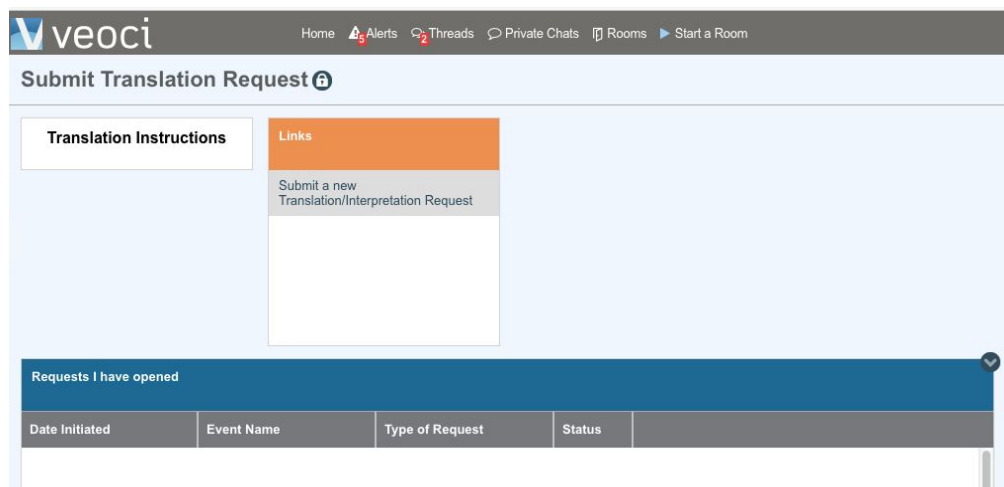 veoci
Home 5 Alerts 2 Threads Private Chats Rooms Start a Room
Submit Translation Request
Translation Instructions
Links
Submit a new
Translation/Interpretation Request
Requests I have opened
Date Initiated Event Name Type of Request Status